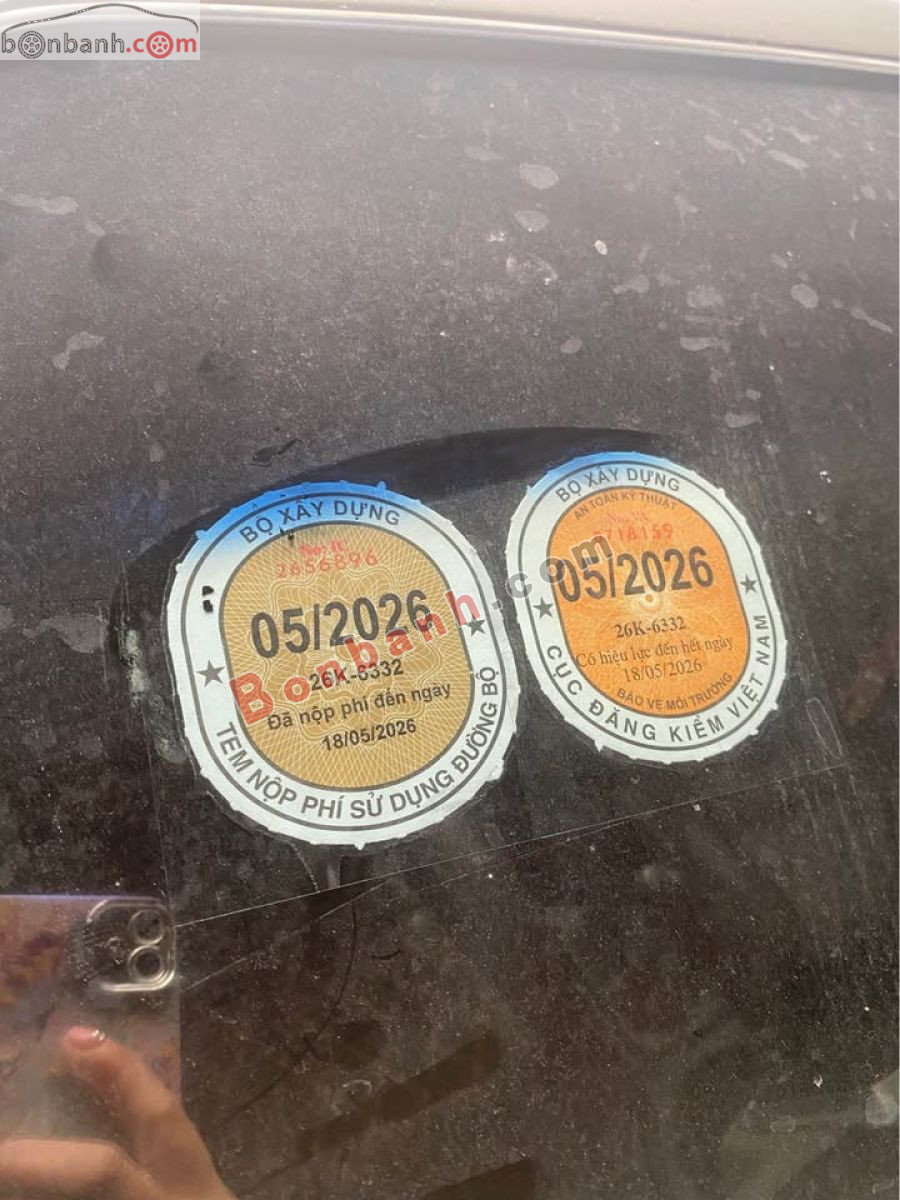 bonbanh.com
BỘ XÂY DỰNG
2656896
05/2026
26K-6332
Đã nộp phí đến ngày
18/05/2026
TEM NỘP PHÍ SỬ DỤNG ĐƯỜNG BỘ
BỘ XÂY DỰNG
AN TOÀN KỸ THUẬT
718159
05/2026
26K-6332
Có hiệu lực đến hết ngày
18/05/2026
BẢO VỆ MÔI TRƯỜNG
CỤC ĐĂNG KIỂM VIỆT NAM
Bonbanh.com